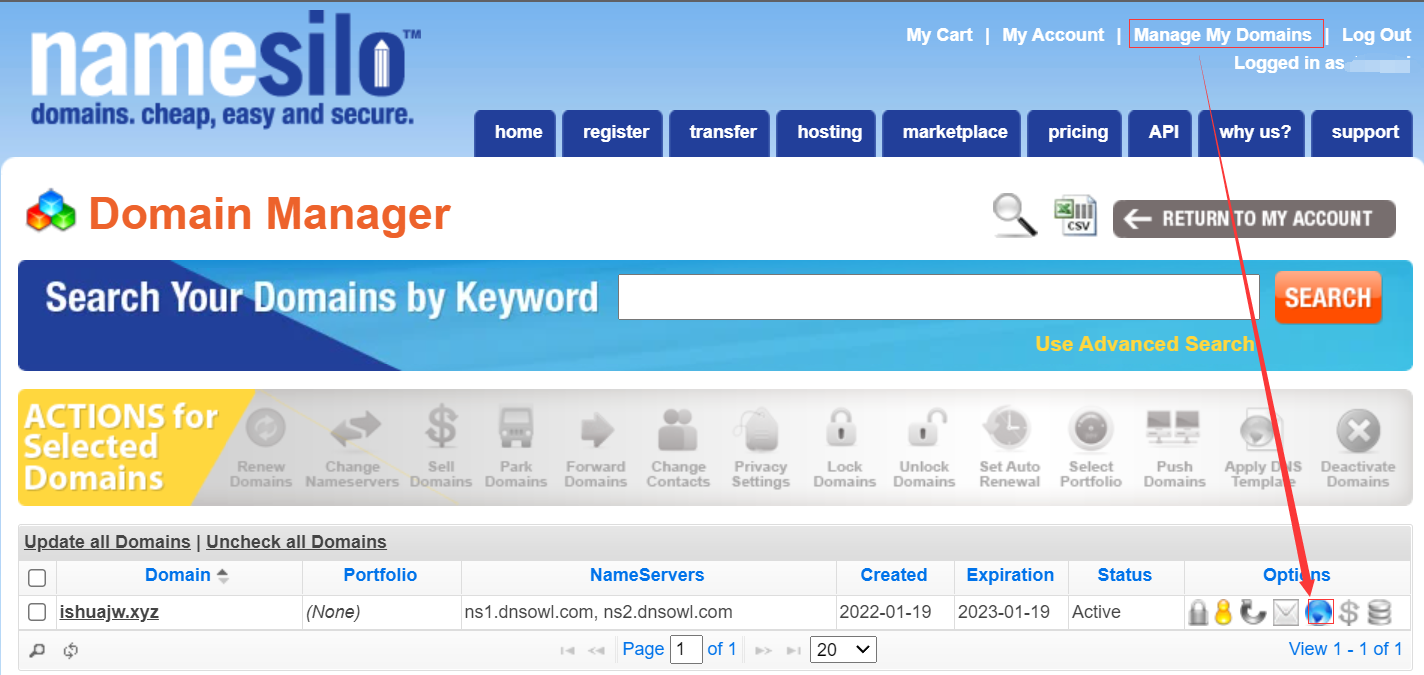 namesilo™
domains. cheap, easy and secure.
My Cart | My Account | Manage My Domains | Log Out
Logged in as
home register transfer hosting marketplace pricing API why us? support
Domain Manager
CSV
RETURN TO MY ACCOUNT
Search Your Domains by Keyword
SEARCH
Use Advanced Search
ACTIONS for
Selected
Domains
Renew
Domains
Change
Nameservers
Sell
Domains
Park
Domains
Forward
Domains
Change
Contacts
Privacy
Settings
Lock
Domains
Unlock
Domains
Set Auto
Renewal
Select
Portfolio
Push
Domains
Apply DNS
Template
Deactivate
Domains
Update all Domains | Uncheck all Domains
Domain Portfolio NameServers Created Expiration Status Options
ishuajw.xyz (None) ns1.dnsowl.com, ns2.dnsowl.com 2022-01-19 2023-01-19 Active
Page 1 of 1 20 View 1 - 1 of 1